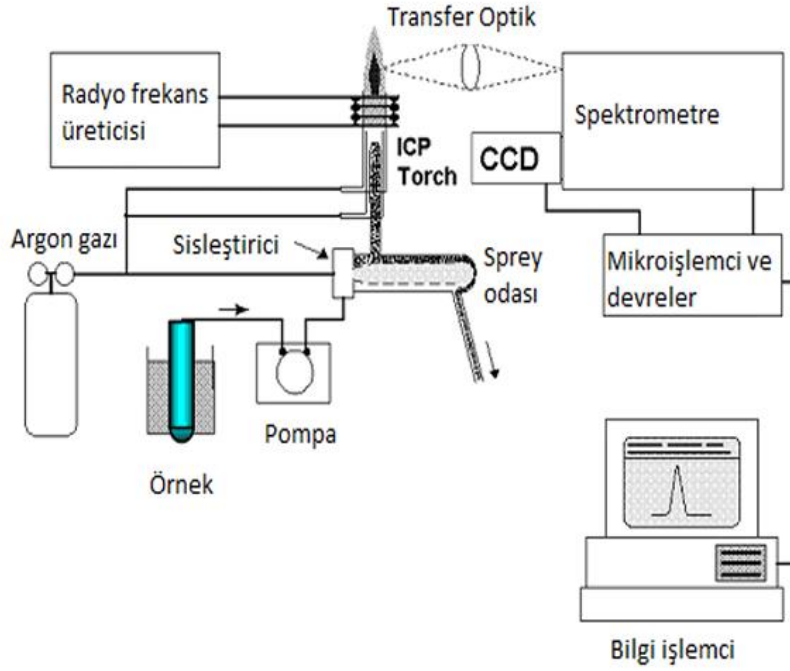 Transfer Optik
Radyo frekans
üreticisi
Spektrometre
ICP
Torch
CCD
Argon gazı
Sisleştirici
Sprey
odası
Mikroişlemci ve
devreler
Pompa
Örnek
Bilgi işlemci